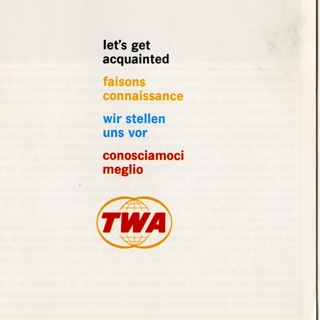 let's get
acquainted
faisons
connaissance
wir stellen
uns vor
conosciamoci
meglio
TWA